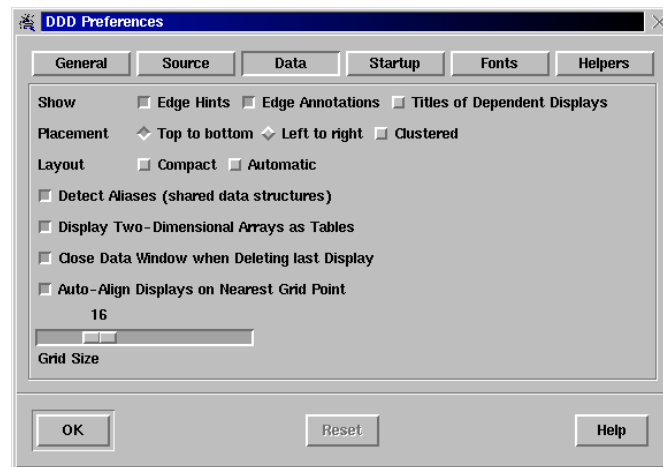 DDD Preferences
General Source Data Startup Fonts Helpers
Show Edge Hints Edge Annotations Titles of Dependent Displays
Placement Top to bottom Left to right Clustered
Layout Compact Automatic
Detect Aliases (shared data structures)
Display Two-Dimensional Arrays as Tables
Close Data Window when Deleting last Display
Auto-Align Displays on Nearest Grid Point
16
Grid Size
OK Reset Help